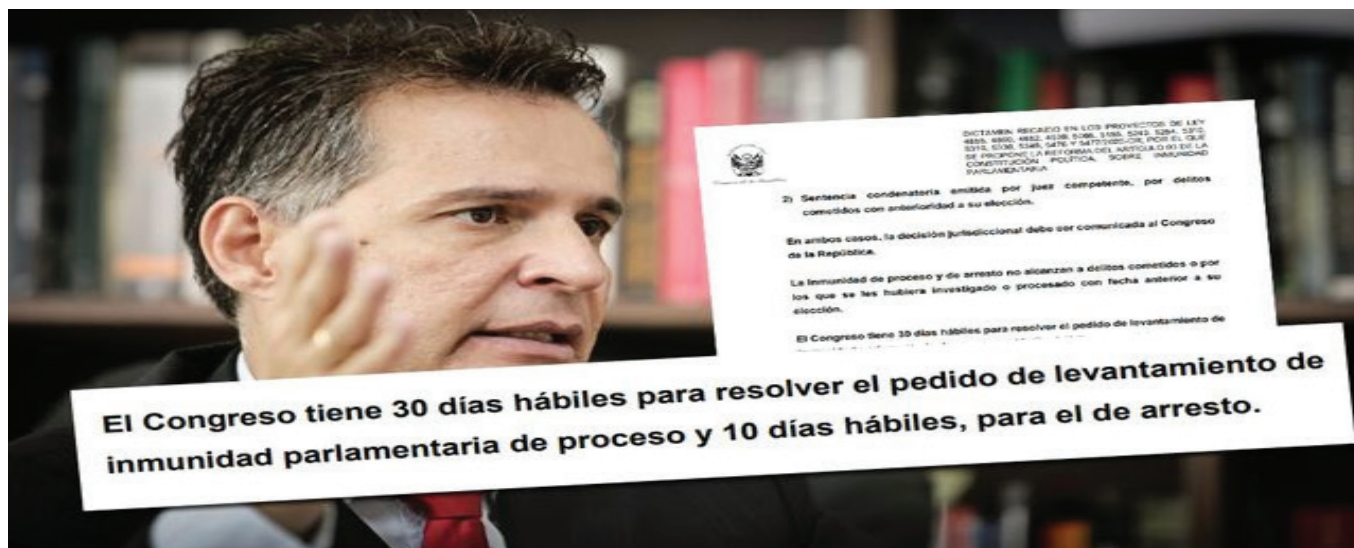 DICTAMEN RECAÍDO EN LOS PROYECTOS DE LEY
SE PROPONE LA REFORMA DEL ARTÍCULO 93 DE LA
CONSTITUCIÓN POLÍTICA, SOBRE INMUNIDAD
PARLAMENTARIA
2) Sentencia condenatoria emitida por juez competente, por delitos
cometidos con anterioridad a su elección.
En ambos casos, la decisión jurisdiccional debe ser comunicada al Congreso
de la República.
La inmunidad de proceso y de arresto no alcanzan a delitos cometidos o por
los que se les hubiera investigado o procesado con fecha anterior a su
elección.
El Congreso tiene 30 días hábiles para resolver el pedido de levantamiento de
El Congreso tiene 30 días hábiles para resolver el pedido de levantamiento de
inmunidad parlamentaria de proceso y 10 días hábiles, para el de arresto.